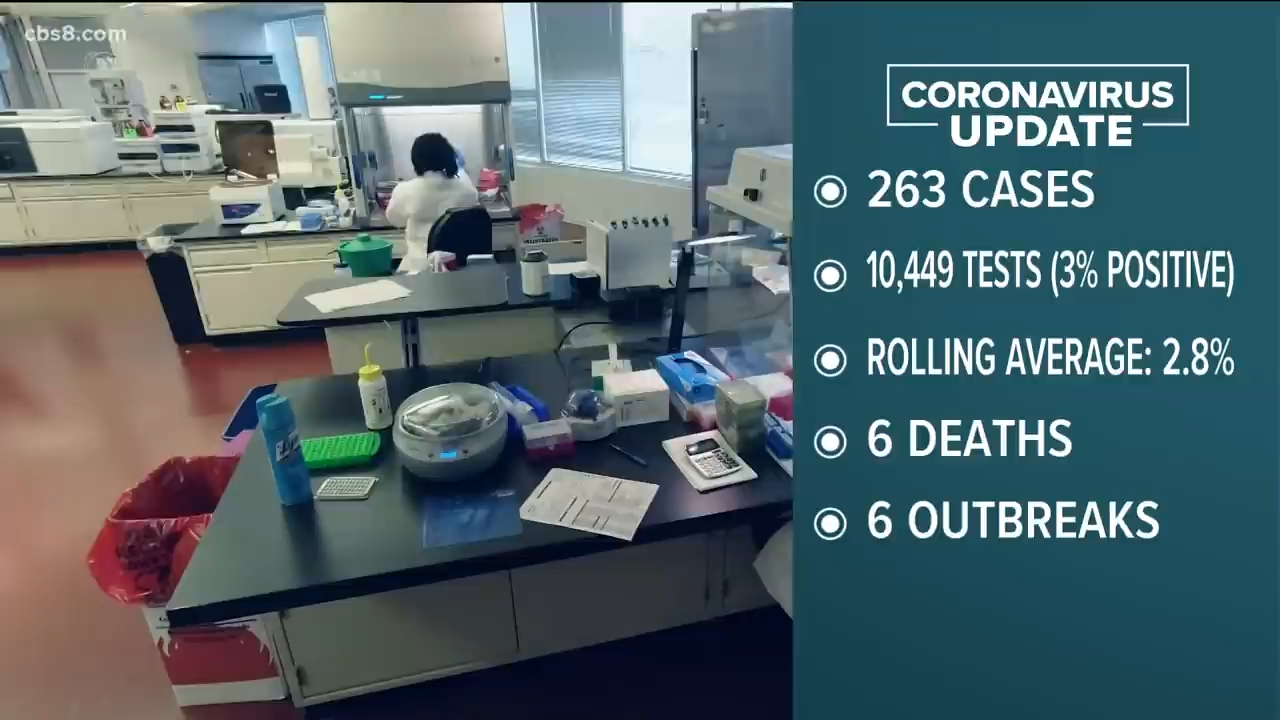 cbs8.com
CORONAVIRUS
UPDATE
263 CASES
10,449 TESTS (3% POSITIVE)
ROLLING AVERAGE: 2.8%
6 DEATHS
6 OUTBREAKS